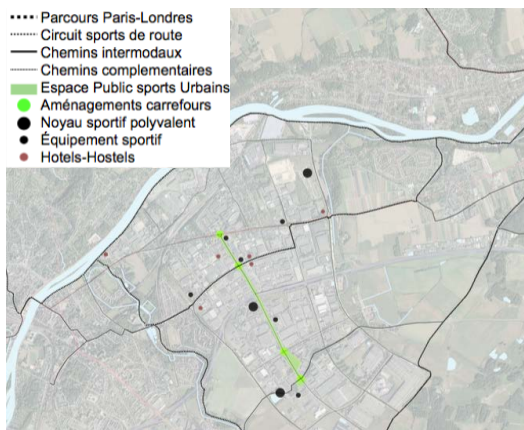 Parcours Paris-Londres
Circuit sports de route
Chemins intermodaux
Chemins complementaires
Espace Public sports Urbains
Aménagements carrefours
Noyau sportif polyvalent
Équipement sportif
Hotels-Hostels